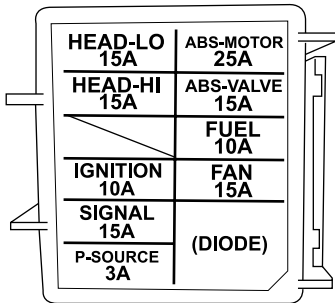 HEAD-LO
15A
ABS-MOTOR
25A
HEAD-HI
15A
ABS-VALVE
15A
FUEL
10A
IGNITION
10A
FAN
15A
SIGNAL
15A
(DIODE)
P-SOURCE
3A